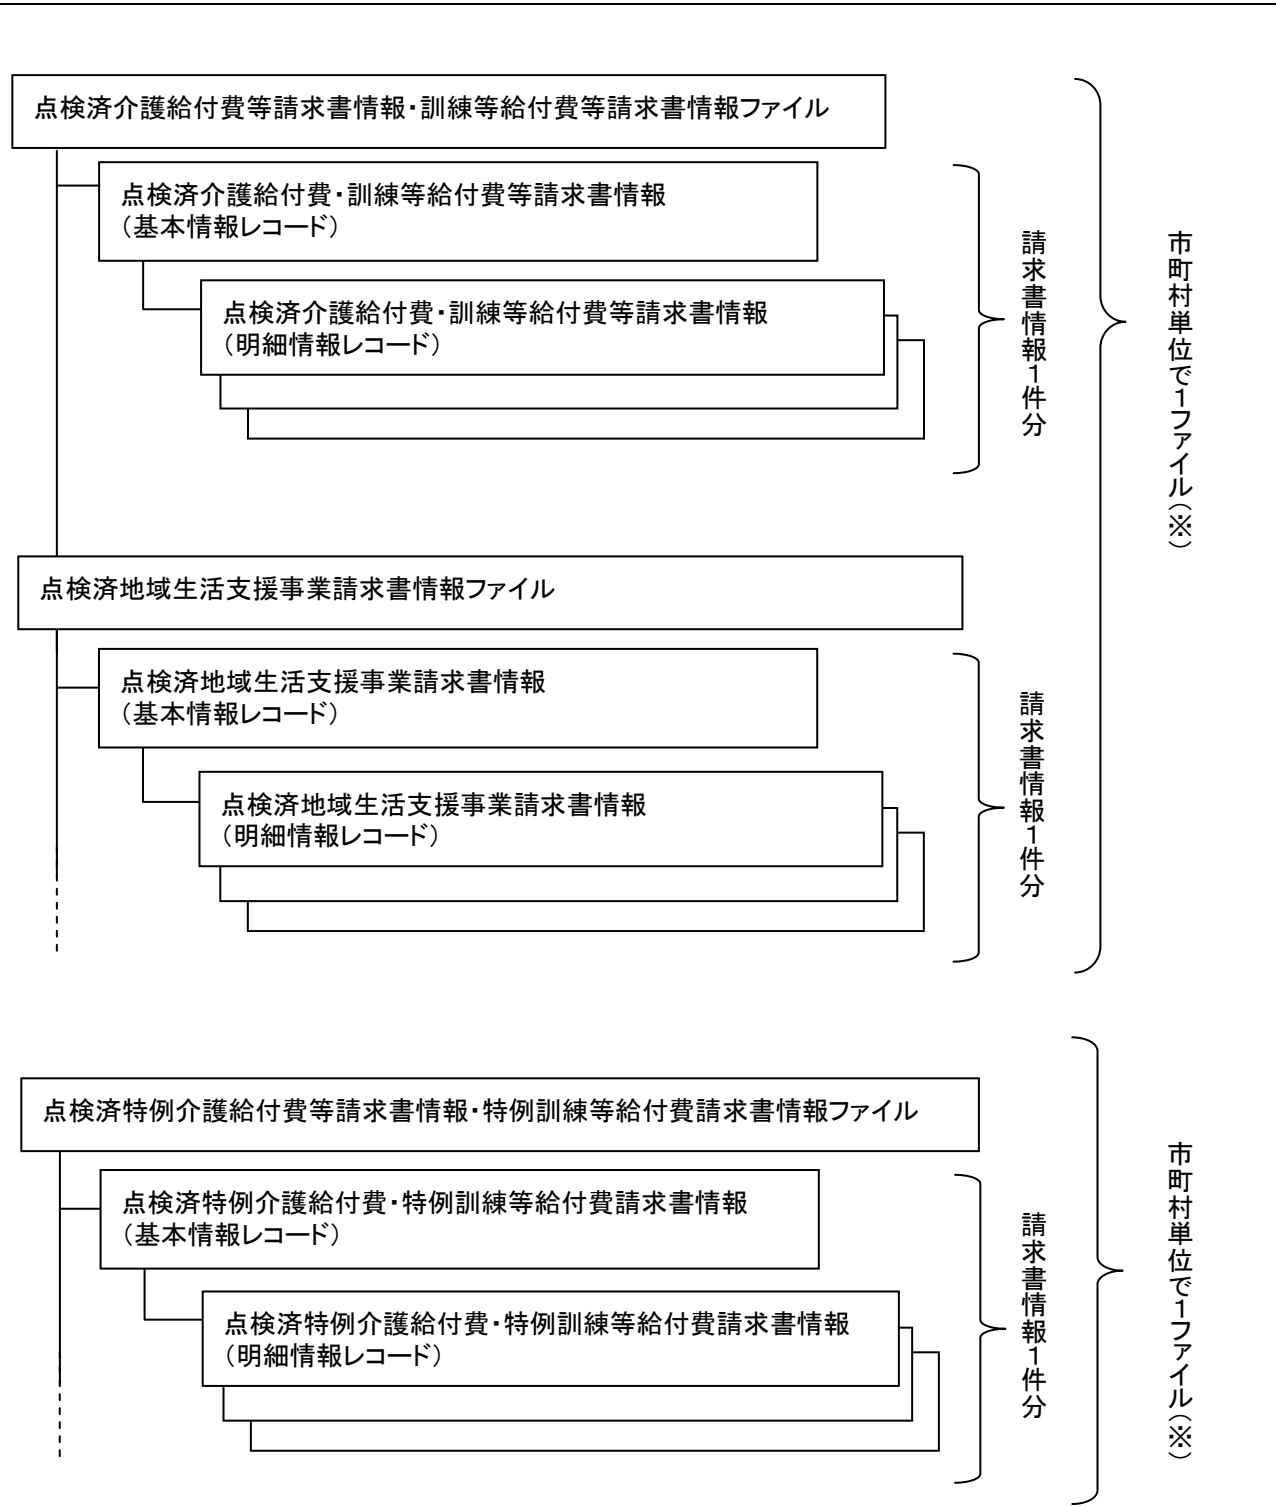 点検済介護給付費等請求書情報・訓練等給付費等請求書情報ファイル
点検済介護給付費・訓練等給付費等請求書情報
（基本情報レコード）
点検済介護給付費・訓練等給付費等請求書情報
（明細情報レコード）
請求書情報１件分
市町村単位で１ファイル（※）
点検済地域生活支援事業請求書情報ファイル
点検済地域生活支援事業請求書情報
（基本情報レコード）
点検済地域生活支援事業請求書情報
（明細情報レコード）
請求書情報１件分
点検済特例介護給付費等請求書情報・特例訓練等給付費請求書情報ファイル
点検済特例介護給付費・特例訓練等給付費請求書情報
（基本情報レコード）
点検済特例介護給付費・特例訓練等給付費請求書情報
（明細情報レコード）
請求書情報１件分
市町村単位で１ファイル（※）